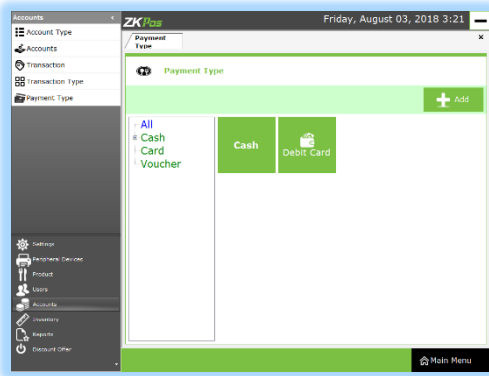 Accounts
Account Type
Accounts
Transaction
Transaction Type
Payment Type
Settings
Peripheral Devices
Product
Users
Accounts
Inventory
Reports
Discount Offer
ZKPos
Friday, August 03, 2018 3:21
Payment
Type
x
Payment Type
Add
All
Cash
Card
Voucher
Cash
Debit Card
Main Menu